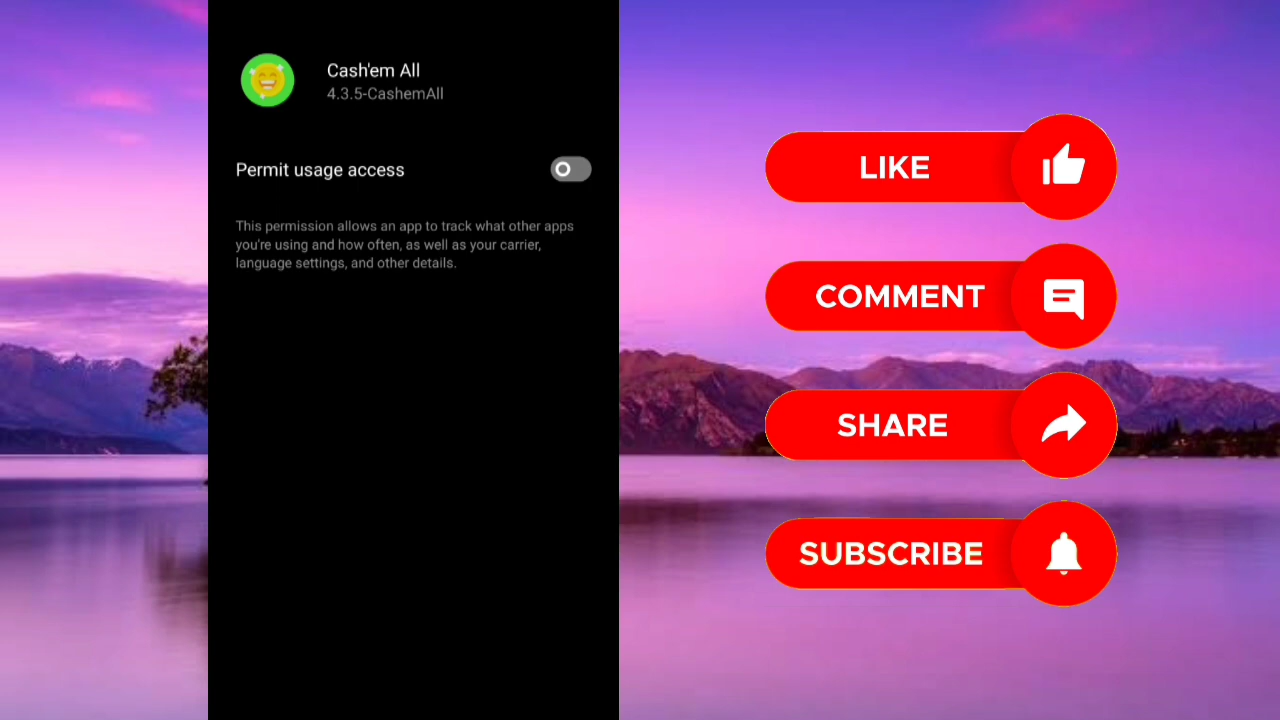 Cash'em All
4.3.5-CashemAll
Permit usage access
This permission allows an app to track what other apps
you're using and how often, as well as your carrier,
language settings, and other details.
LIKE
COMMENT
SHARE
SUBSCRIBE